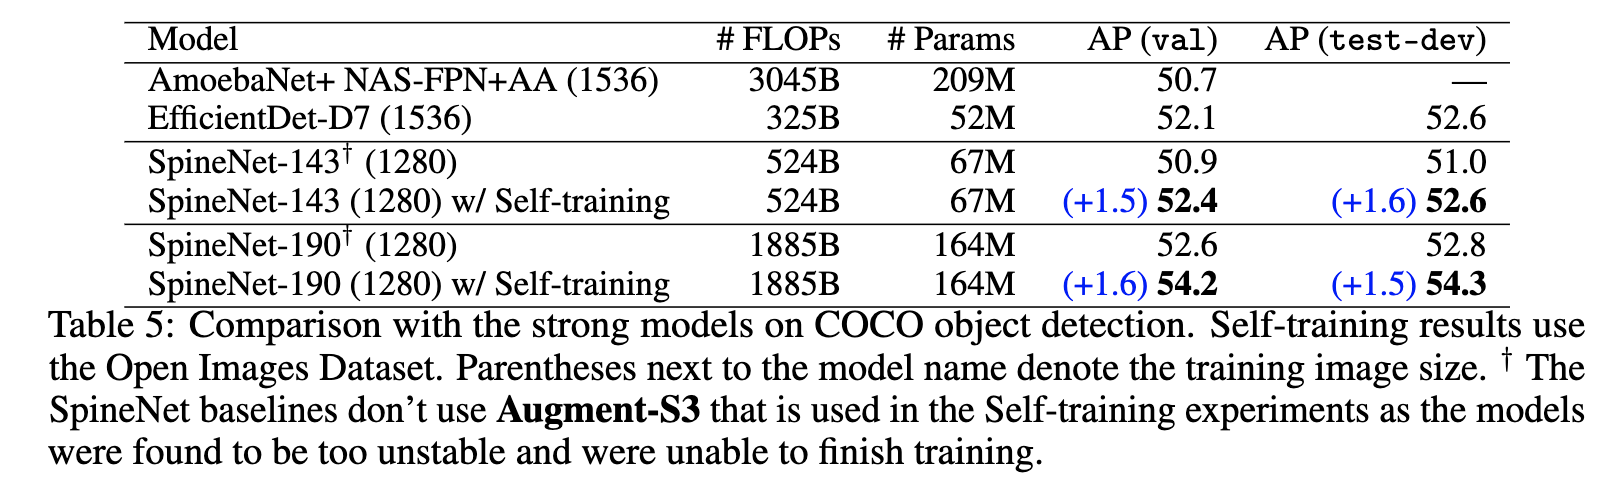 Model # FLOPs # Params AP (val) AP (test-dev)
AmoebaNet+ NAS-FPN+AA (1536) 3045B 209M 50.7 —
EfficientDet-D7 (1536) 325B 52M 52.1 52.6
SpineNet-143† (1280) 524B 67M 50.9 51.0
SpineNet-143 (1280) w/ Self-training 524B 67M (+1.5) 52.4 (+1.6) 52.6
SpineNet-190† (1280) 1885B 164M 52.6 52.8
SpineNet-190 (1280) w/ Self-training 1885B 164M (+1.6) 54.2 (+1.5) 54.3
Table 5: Comparison with the strong models on COCO object detection. Self-training results use
the Open Images Dataset. Parentheses next to the model name denote the training image size. † The
SpineNet baselines don’t use Augment-S3 that is used in the Self-training experiments as the models
were found to be too unstable and were unable to finish training.